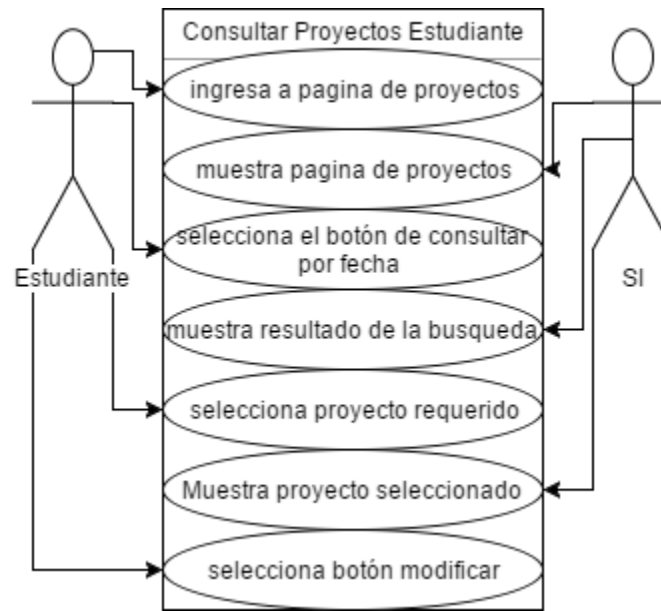 Consultar Proyectos Estudiante
ingresa a pagina de proyectos
muestra pagina de proyectos
selecciona el botón de consultar
por fecha
Estudiante
SI
muestra resultado de la busqueda
selecciona proyecto requerido
Muestra proyecto seleccionado
selecciona botón modificar